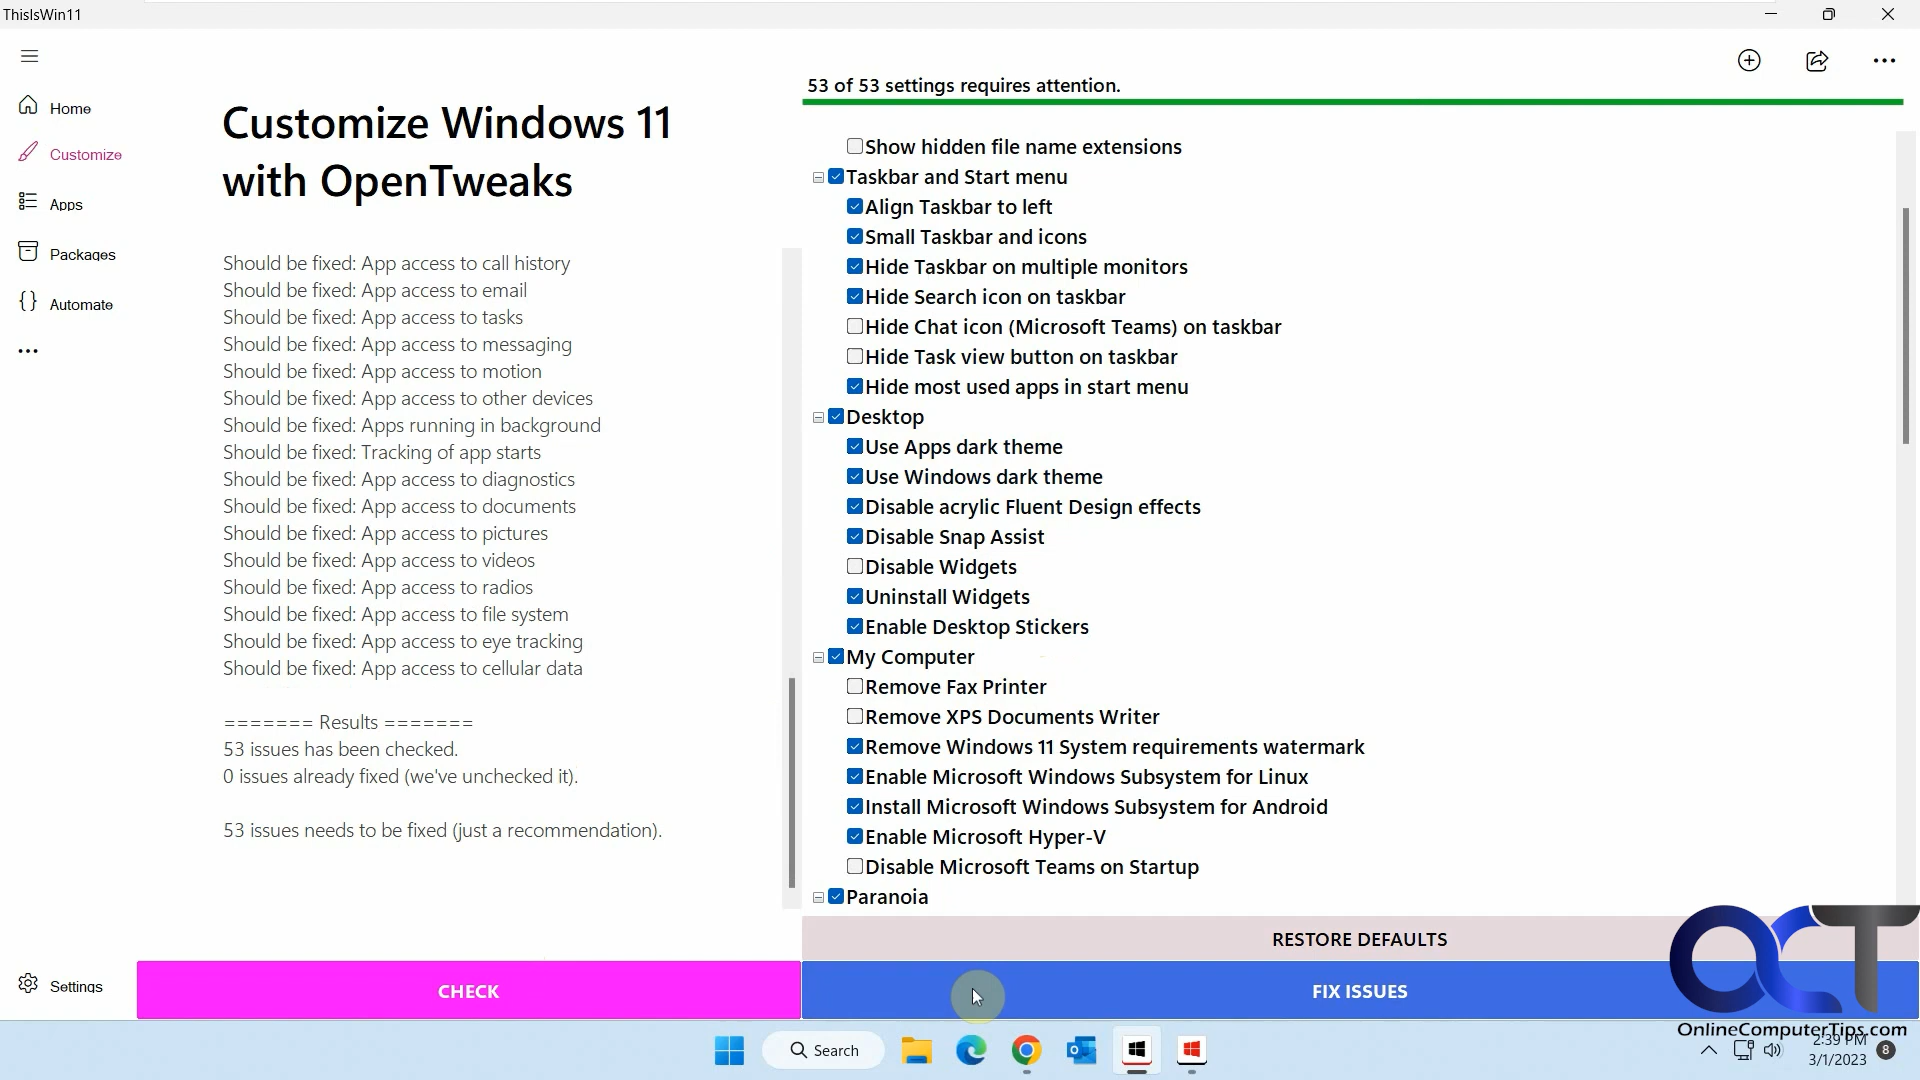 ThisIsWin11
Home
Customize
Apps
Packages
Automate
Settings
Customize Windows 11
with OpenTweaks
Should be fixed: App access to call history
Should be fixed: App access to email
Should be fixed: App access to tasks
Should be fixed: App access to messaging
Should be fixed: App access to motion
Should be fixed: App access to other devices
Should be fixed: Apps running in background
Should be fixed: Tracking of app starts
Should be fixed: App access to diagnostics
Should be fixed: App access to documents
Should be fixed: App access to pictures
Should be fixed: App access to videos
Should be fixed: App access to radios
Should be fixed: App access to file system
Should be fixed: App access to eye tracking
Should be fixed: App access to cellular data
======= Results =======
53 issues has been checked.
0 issues already fixed (we've unchecked it).
53 issues needs to be fixed (just a recommendation).
CHECK
53 of 53 settings requires attention.
Show hidden file name extensions
Taskbar and Start menu
Align Taskbar to left
Small Taskbar and icons
Hide Taskbar on multiple monitors
Hide Search icon on taskbar
Hide Chat icon (Microsoft Teams) on taskbar
Hide Task view button on taskbar
Hide most used apps in start menu
Desktop
Use Apps dark theme
Use Windows dark theme
Disable acrylic Fluent Design effects
Disable Snap Assist
Disable Widgets
Uninstall Widgets
Enable Desktop Stickers
My Computer
Remove Fax Printer
Remove XPS Documents Writer
Remove Windows 11 System requirements watermark
Enable Microsoft Windows Subsystem for Linux
Install Microsoft Windows Subsystem for Android
Enable Microsoft Hyper-V
Disable Microsoft Teams on Startup
Paranoia
RESTORE DEFAULTS
FIX ISSUES
OCT
OnlineComputerTips.com
Search
2:39 PM
3/1/2023
8